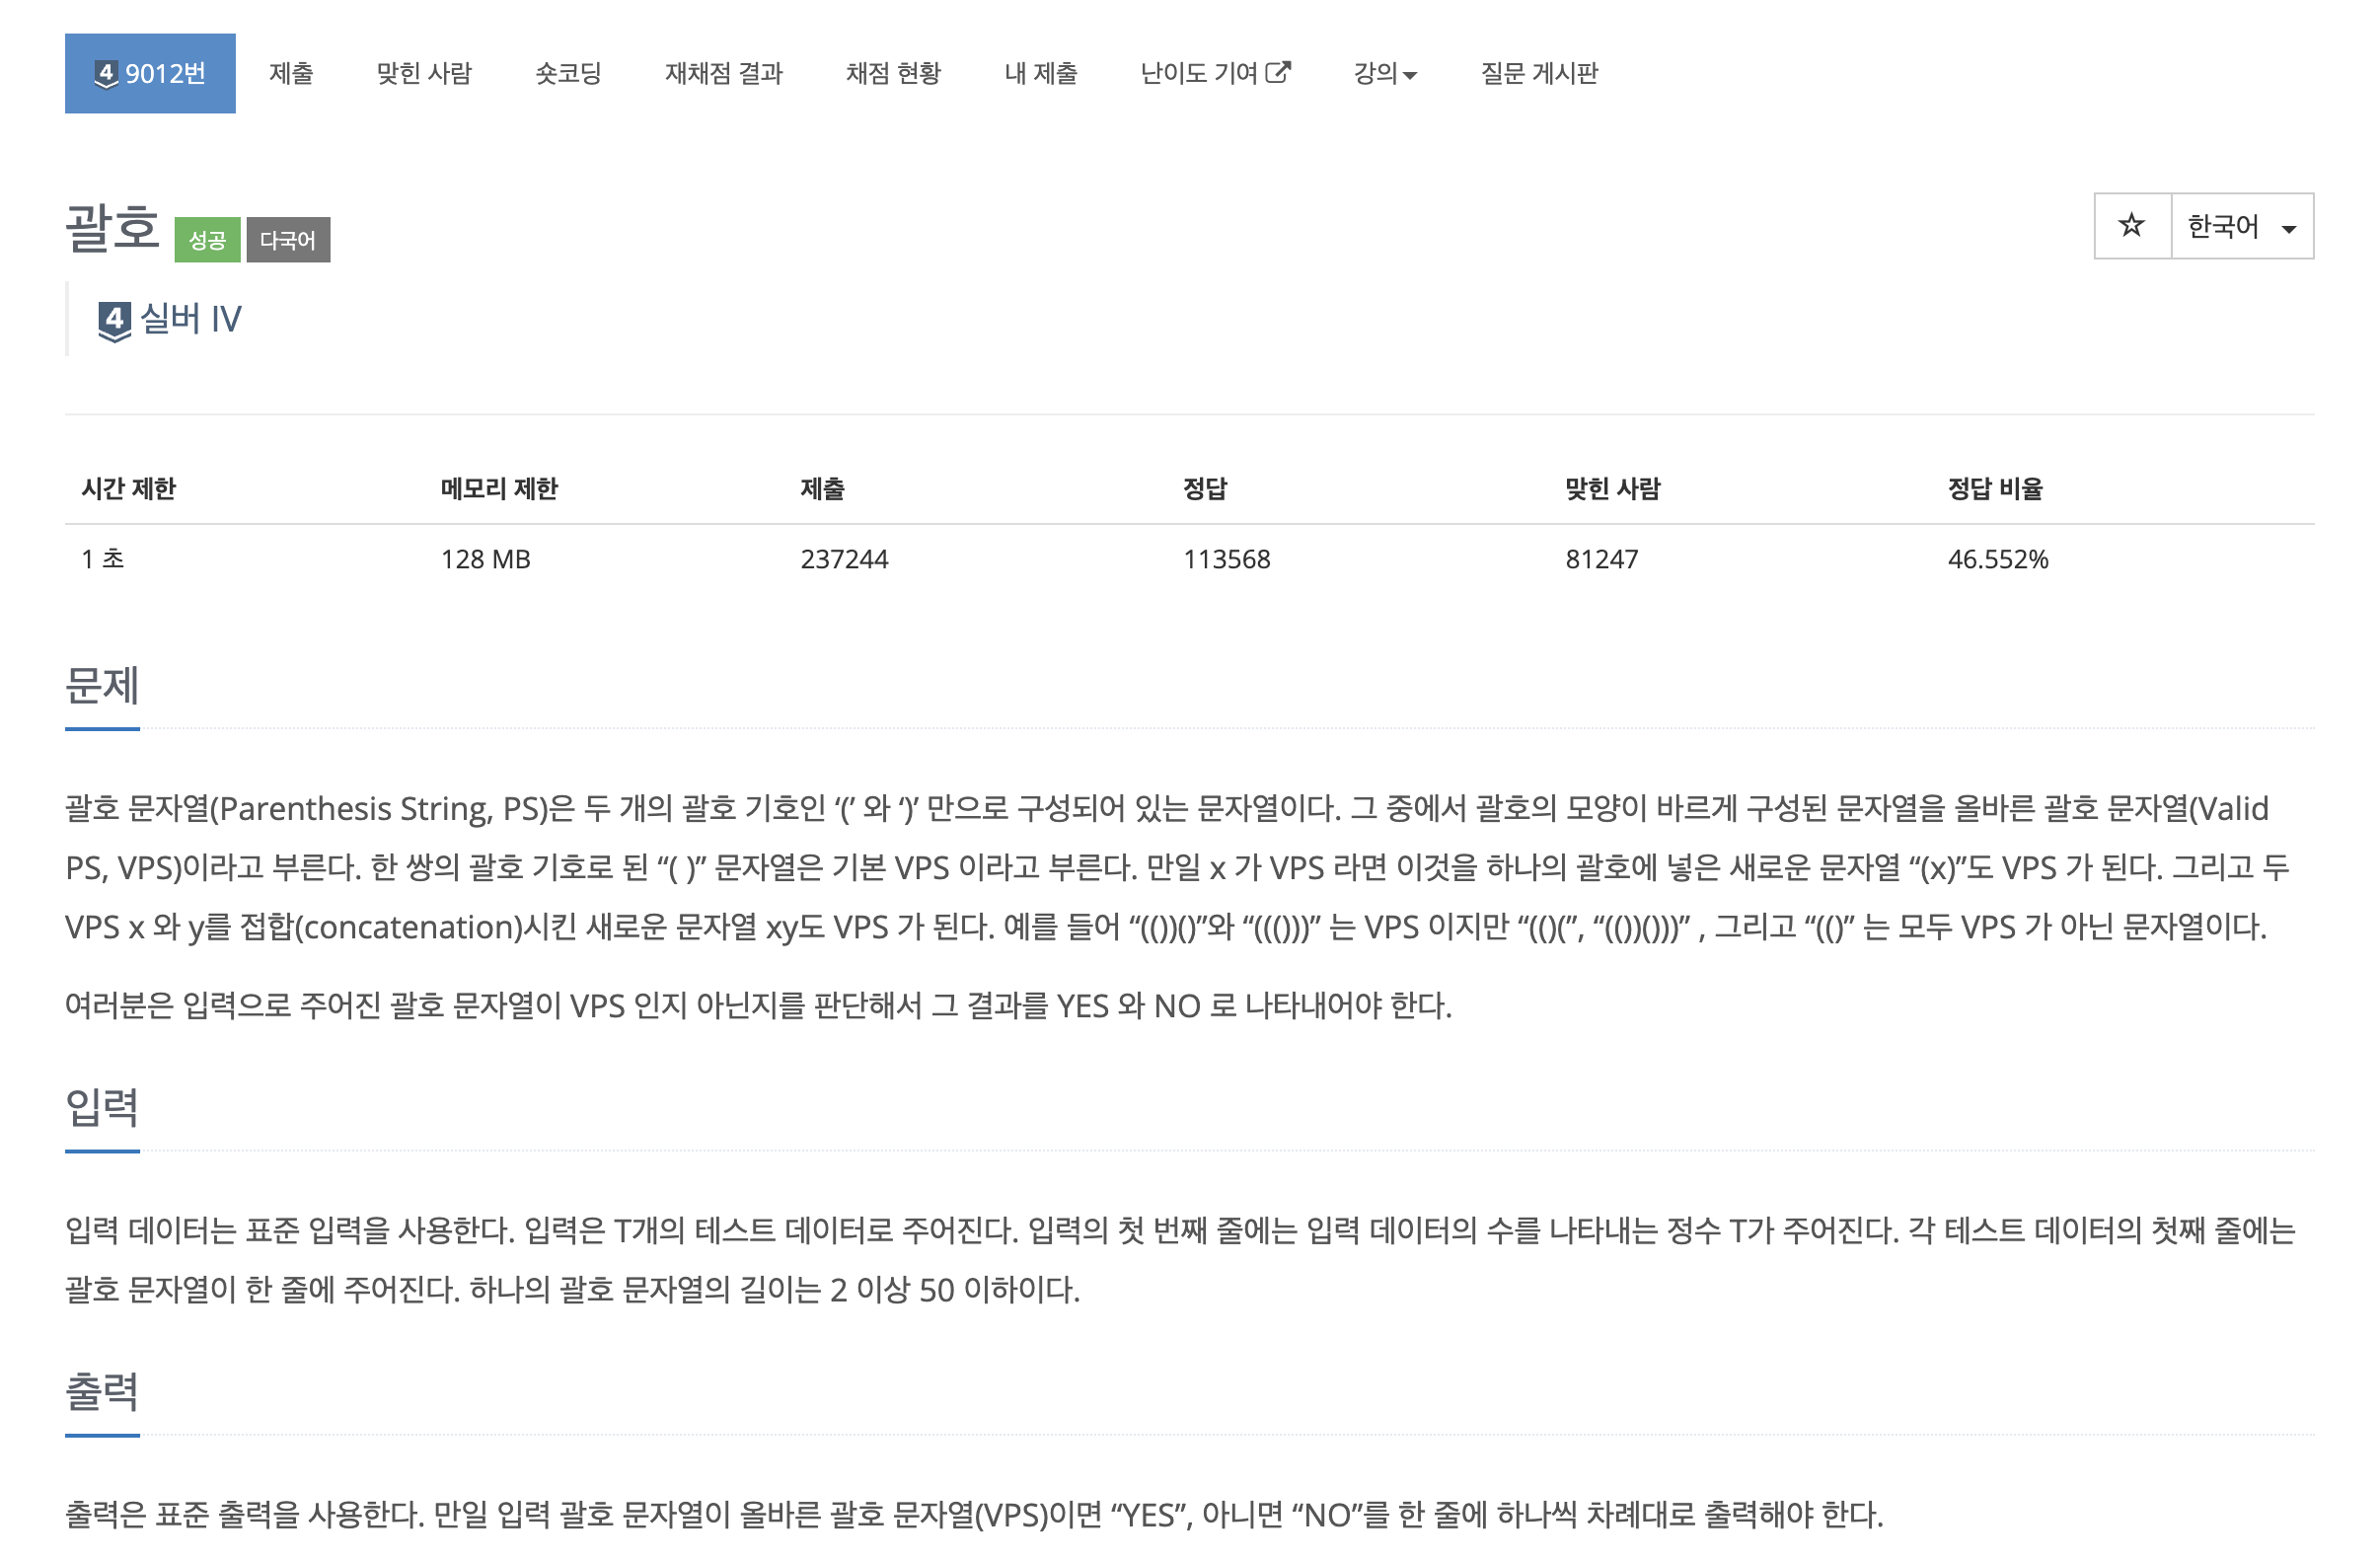 4 9012번 제출 맞힌 사람 숏코딩 재채점 결과 채점 현황 내 제출 난이도 기여 강의 질문 게시판
괄호 성공 다국어 ☆ 한국어
4 실버 IV
시간 제한 메모리 제한 제출 정답 맞힌 사람 정답 비율
1 초 128 MB 237244 113568 81247 46.552%
문제
괄호 문자열(Parenthesis String, PS)은 두 개의 괄호 기호인 ‘(’ 와 ‘)’ 만으로 구성되어 있는 문자열이다. 그 중에서 괄호의 모양이 바르게 구성된 문자열을 올바른 괄호 문자열(Valid
PS, VPS)이라고 부른다. 한 쌍의 괄호 기호로 된 “( )” 문자열은 기본 VPS 이라고 부른다. 만일 x 가 VPS 라면 이것을 하나의 괄호에 넣은 새로운 문자열 “(x)”도 VPS 가 된다. 그리고 두
VPS x 와 y를 접합(concatenation)시킨 새로운 문자열 xy도 VPS 가 된다. 예를 들어 “(())()”와 “((()))” 는 VPS 이지만 “(()(”, “(())()))” , 그리고 “(()” 는 모두 VPS 가 아닌 문자열이다.
여러분은 입력으로 주어진 괄호 문자열이 VPS 인지 아닌지를 판단해서 그 결과를 YES 와 NO 로 나타내어야 한다.
입력
입력 데이터는 표준 입력을 사용한다. 입력은 T개의 테스트 데이터로 주어진다. 입력의 첫 번째 줄에는 입력 데이터의 수를 나타내는 정수 T가 주어진다. 각 테스트 데이터의 첫째 줄에는
괄호 문자열이 한 줄에 주어진다. 하나의 괄호 문자열의 길이는 2 이상 50 이하이다.
출력
출력은 표준 출력을 사용한다. 만일 입력 괄호 문자열이 올바른 괄호 문자열(VPS)이면 “YES”, 아니면 “NO”를 한 줄에 하나씩 차례대로 출력해야 한다.